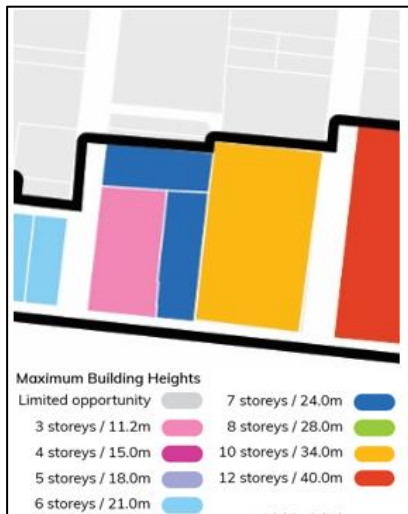 Maximum Building Heights
Limited opportunity
3 storeys / 11.2m
4 storeys / 15.0m
5 storeys / 18.0m
6 storeys / 21.0m
7 storeys / 24.0m
8 storeys / 28.0m
10 storeys / 34.0m
12 storeys / 40.0m